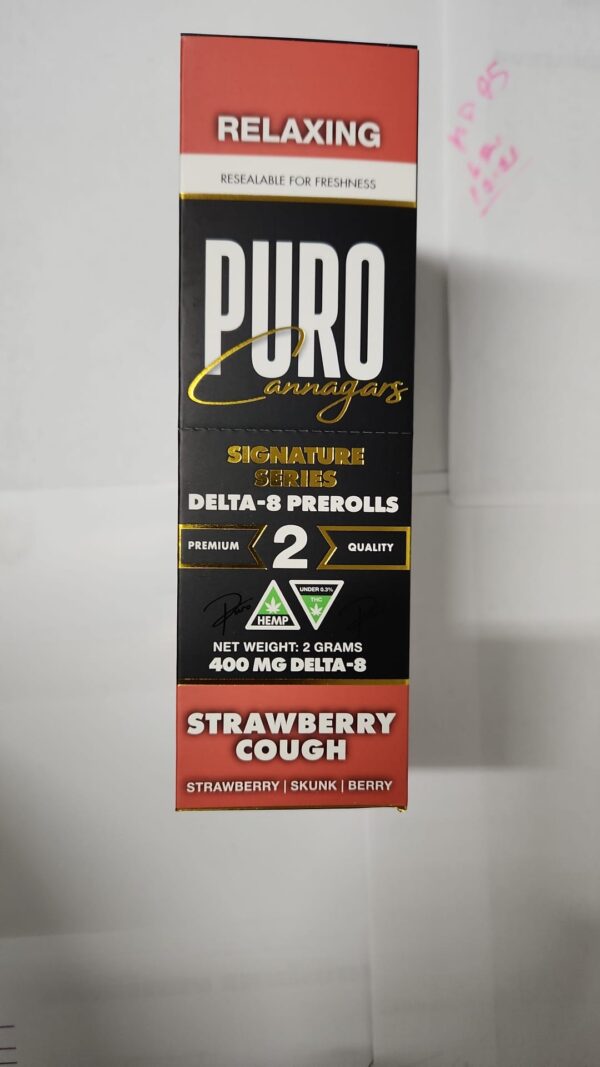 RELAXING
RESEALABLE FOR FRESHNESS
PURO
Cannagars
SIGNATURE
SERIES
DELTA-8 PREROLLS
PREMIUM 2 QUALITY
Puro
HEMP
UNDER 0.3%
THC
NET WEIGHT: 2 GRAMS
400 MG DELTA-8
STRAWBERRY
COUGH
STRAWBERRY | SKUNK | BERRY